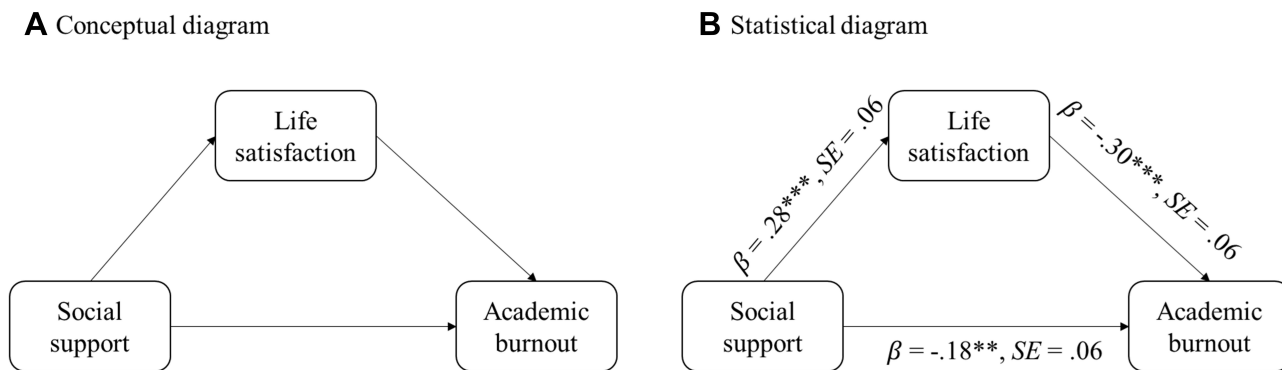 A Conceptual diagram
Life
satisfaction
Social
support
Academic
burnout
B Statistical diagram
β = .28***, SE = .06
Life
satisfaction
β = -.30***, SE = .06
Social
support
β = -.18**, SE = .06
Academic
burnout